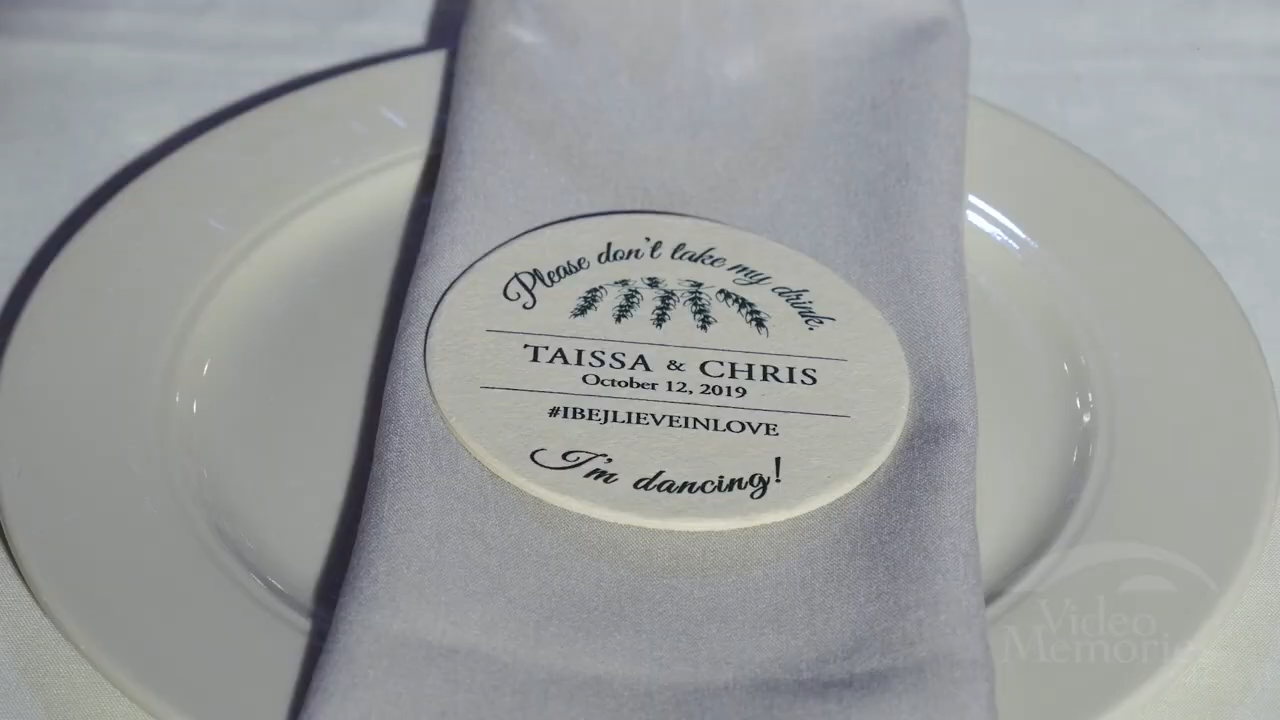 Please don't take my drink.
TAISSA & CHRIS
October 12, 2019
#IBEJLIEVEINLOVE
I'm dancing!
Video
Memories